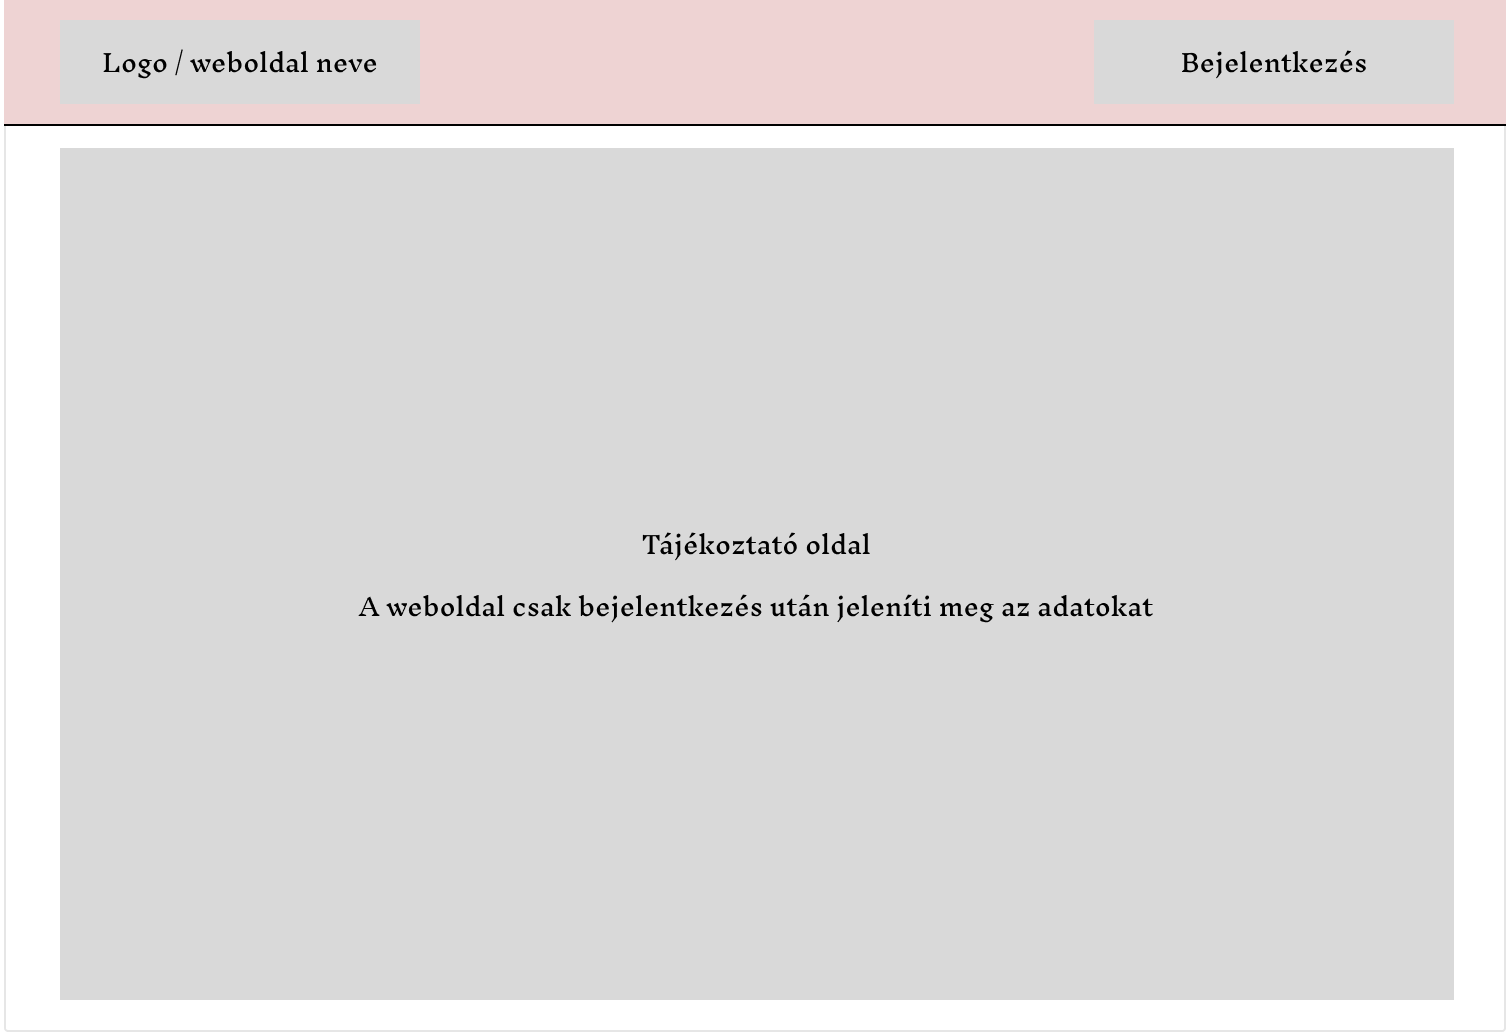 Logo / weboldal neve
Bejelentkezés
Tájékoztató oldal
A weboldal csak bejelentkezés után jeleníti meg az adatokat